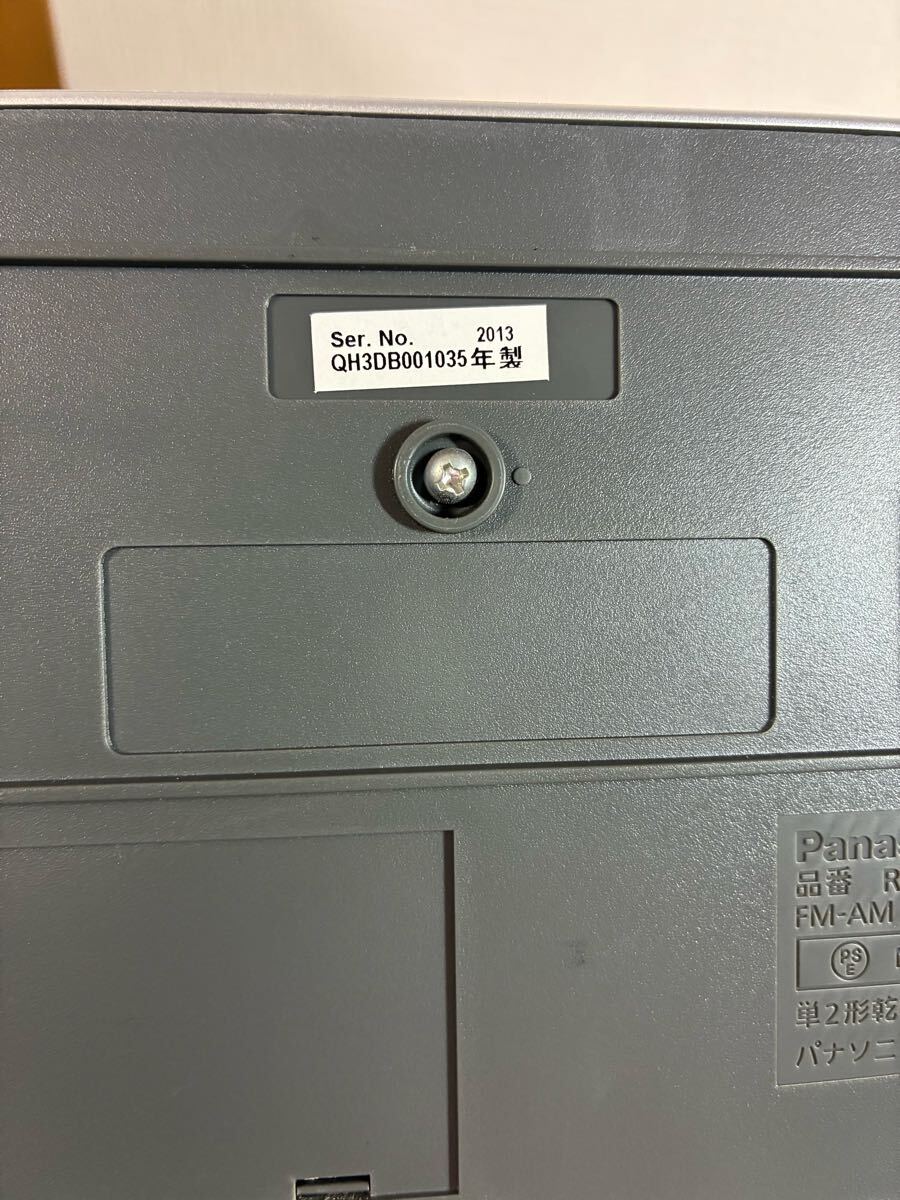 Ser. No. 2013
QH3DB001035年製
Panas
品番 R
FM-AM
PS
E
単2形乾
パナソニ